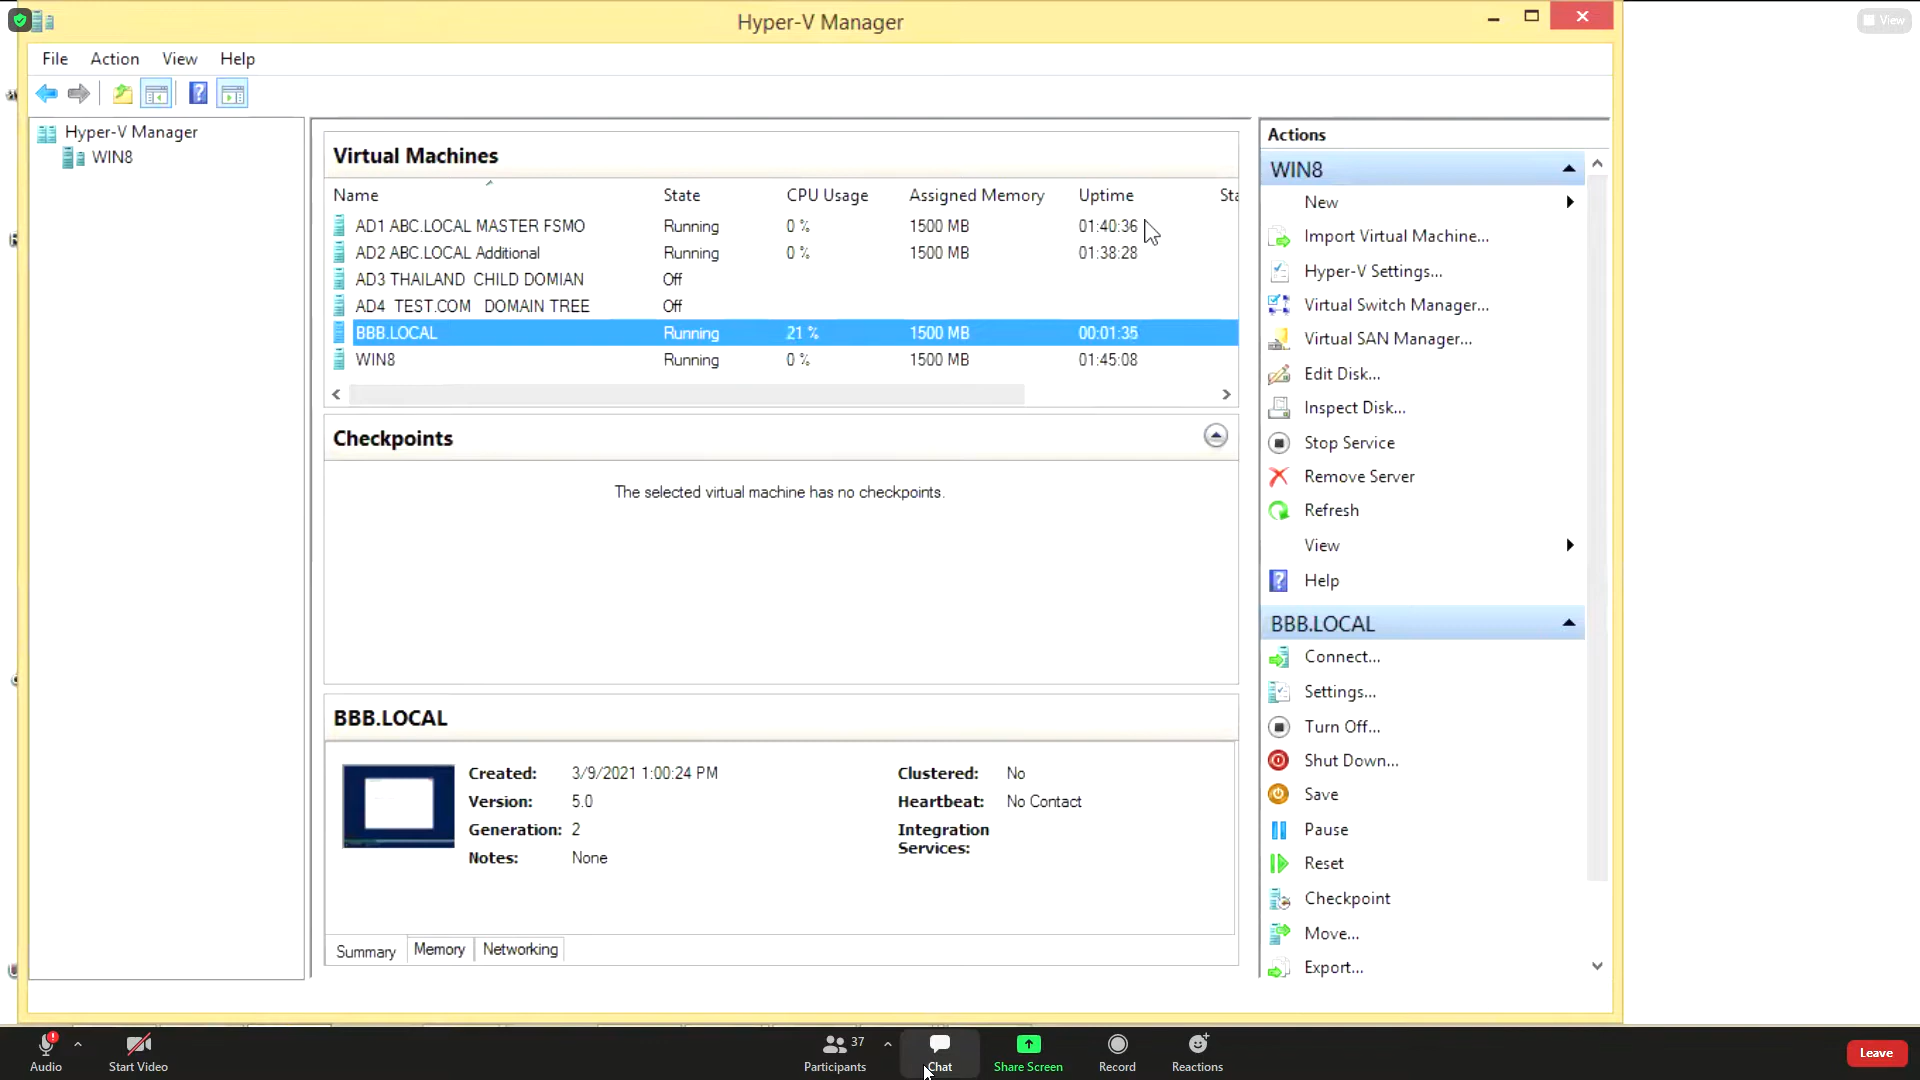 Hyper-V Manager
View
File Action View Help
Hyper-V Manager
WIN8
Virtual Machines
Name State CPU Usage Assigned Memory Uptime Sta
AD1 ABC.LOCAL MASTER FSMO Running 0 % 1500 MB 01:40:36
AD2 ABC.LOCAL Additional Running 0 % 1500 MB 01:38:28
AD3 THAILAND CHILD DOMIAN Off
AD4 TEST.COM DOMAIN TREE Off
BBB.LOCAL Running 21 % 1500 MB 00:01:35
WIN8 Running 0 % 1500 MB 01:45:08
Checkpoints
The selected virtual machine has no checkpoints.
BBB.LOCAL
Created: 3/9/2021 1:00:24 PM Clustered: No
Version: 5.0 Heartbeat: No Contact
Generation: 2 Integration
Services:
Notes: None
Summary Memory Networking
Actions
WIN8
New
Import Virtual Machine...
Hyper-V Settings...
Virtual Switch Manager...
Virtual SAN Manager...
Edit Disk...
Inspect Disk...
Stop Service
Remove Server
Refresh
View
Help
BBB.LOCAL
Connect...
Settings...
Turn Off...
Shut Down...
Save
Pause
Reset
Checkpoint
Move...
Export...
Audio Start Video Participants 37 Chat Share Screen Record Reactions Leave